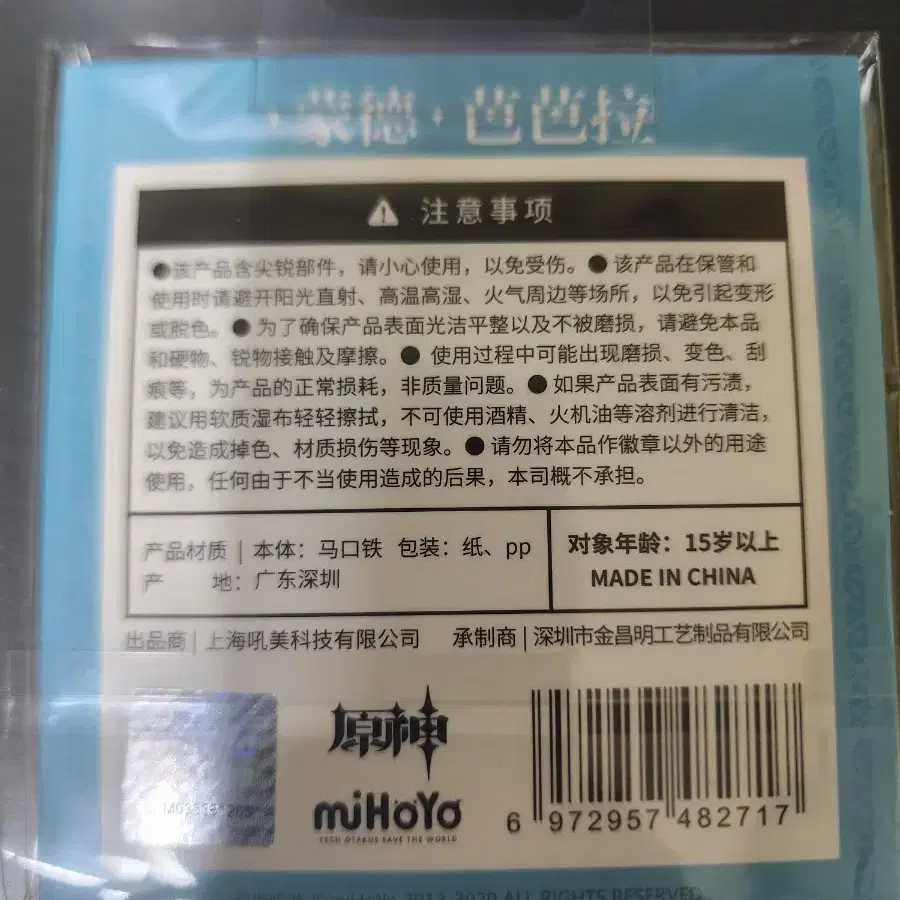 ·蒙德·芭芭拉
注意事项
●该产品含尖锐部件，请小心使用，以免受伤。●该产品在保管和
使用时请避开阳光直射、高温高湿、火气周边等场所，以免引起变形
或脱色。●为了确保产品表面光洁平整以及不被磨损，请避免本品
和硬物、锐物接触及摩擦。●使用过程中可能出现磨损、变色、刮
痕等，为产品的正常损耗，非质量问题。●如果产品表面有污渍，
建议用软质湿布轻轻擦拭，不可使用酒精、火机油等溶剂进行清洁，
以免造成掉色、材质损伤等现象。●请勿将本品作徽章以外的用途
使用，任何由于不当使用造成的后果，本司概不承担。
产品材质 | 本体：马口铁 包装：纸、pp
产 地：广东深圳
对象年龄：15岁以上
MADE IN CHINA
出品商 | 上海吼美科技有限公司 承制商 | 深圳市金昌明工艺制品有限公司
原神
miHoYo
TECH OTAKUS SAVE THE WORLD
6 972957 482717
miHoYo 2012-2020 ALL RIGHTS RESERVED